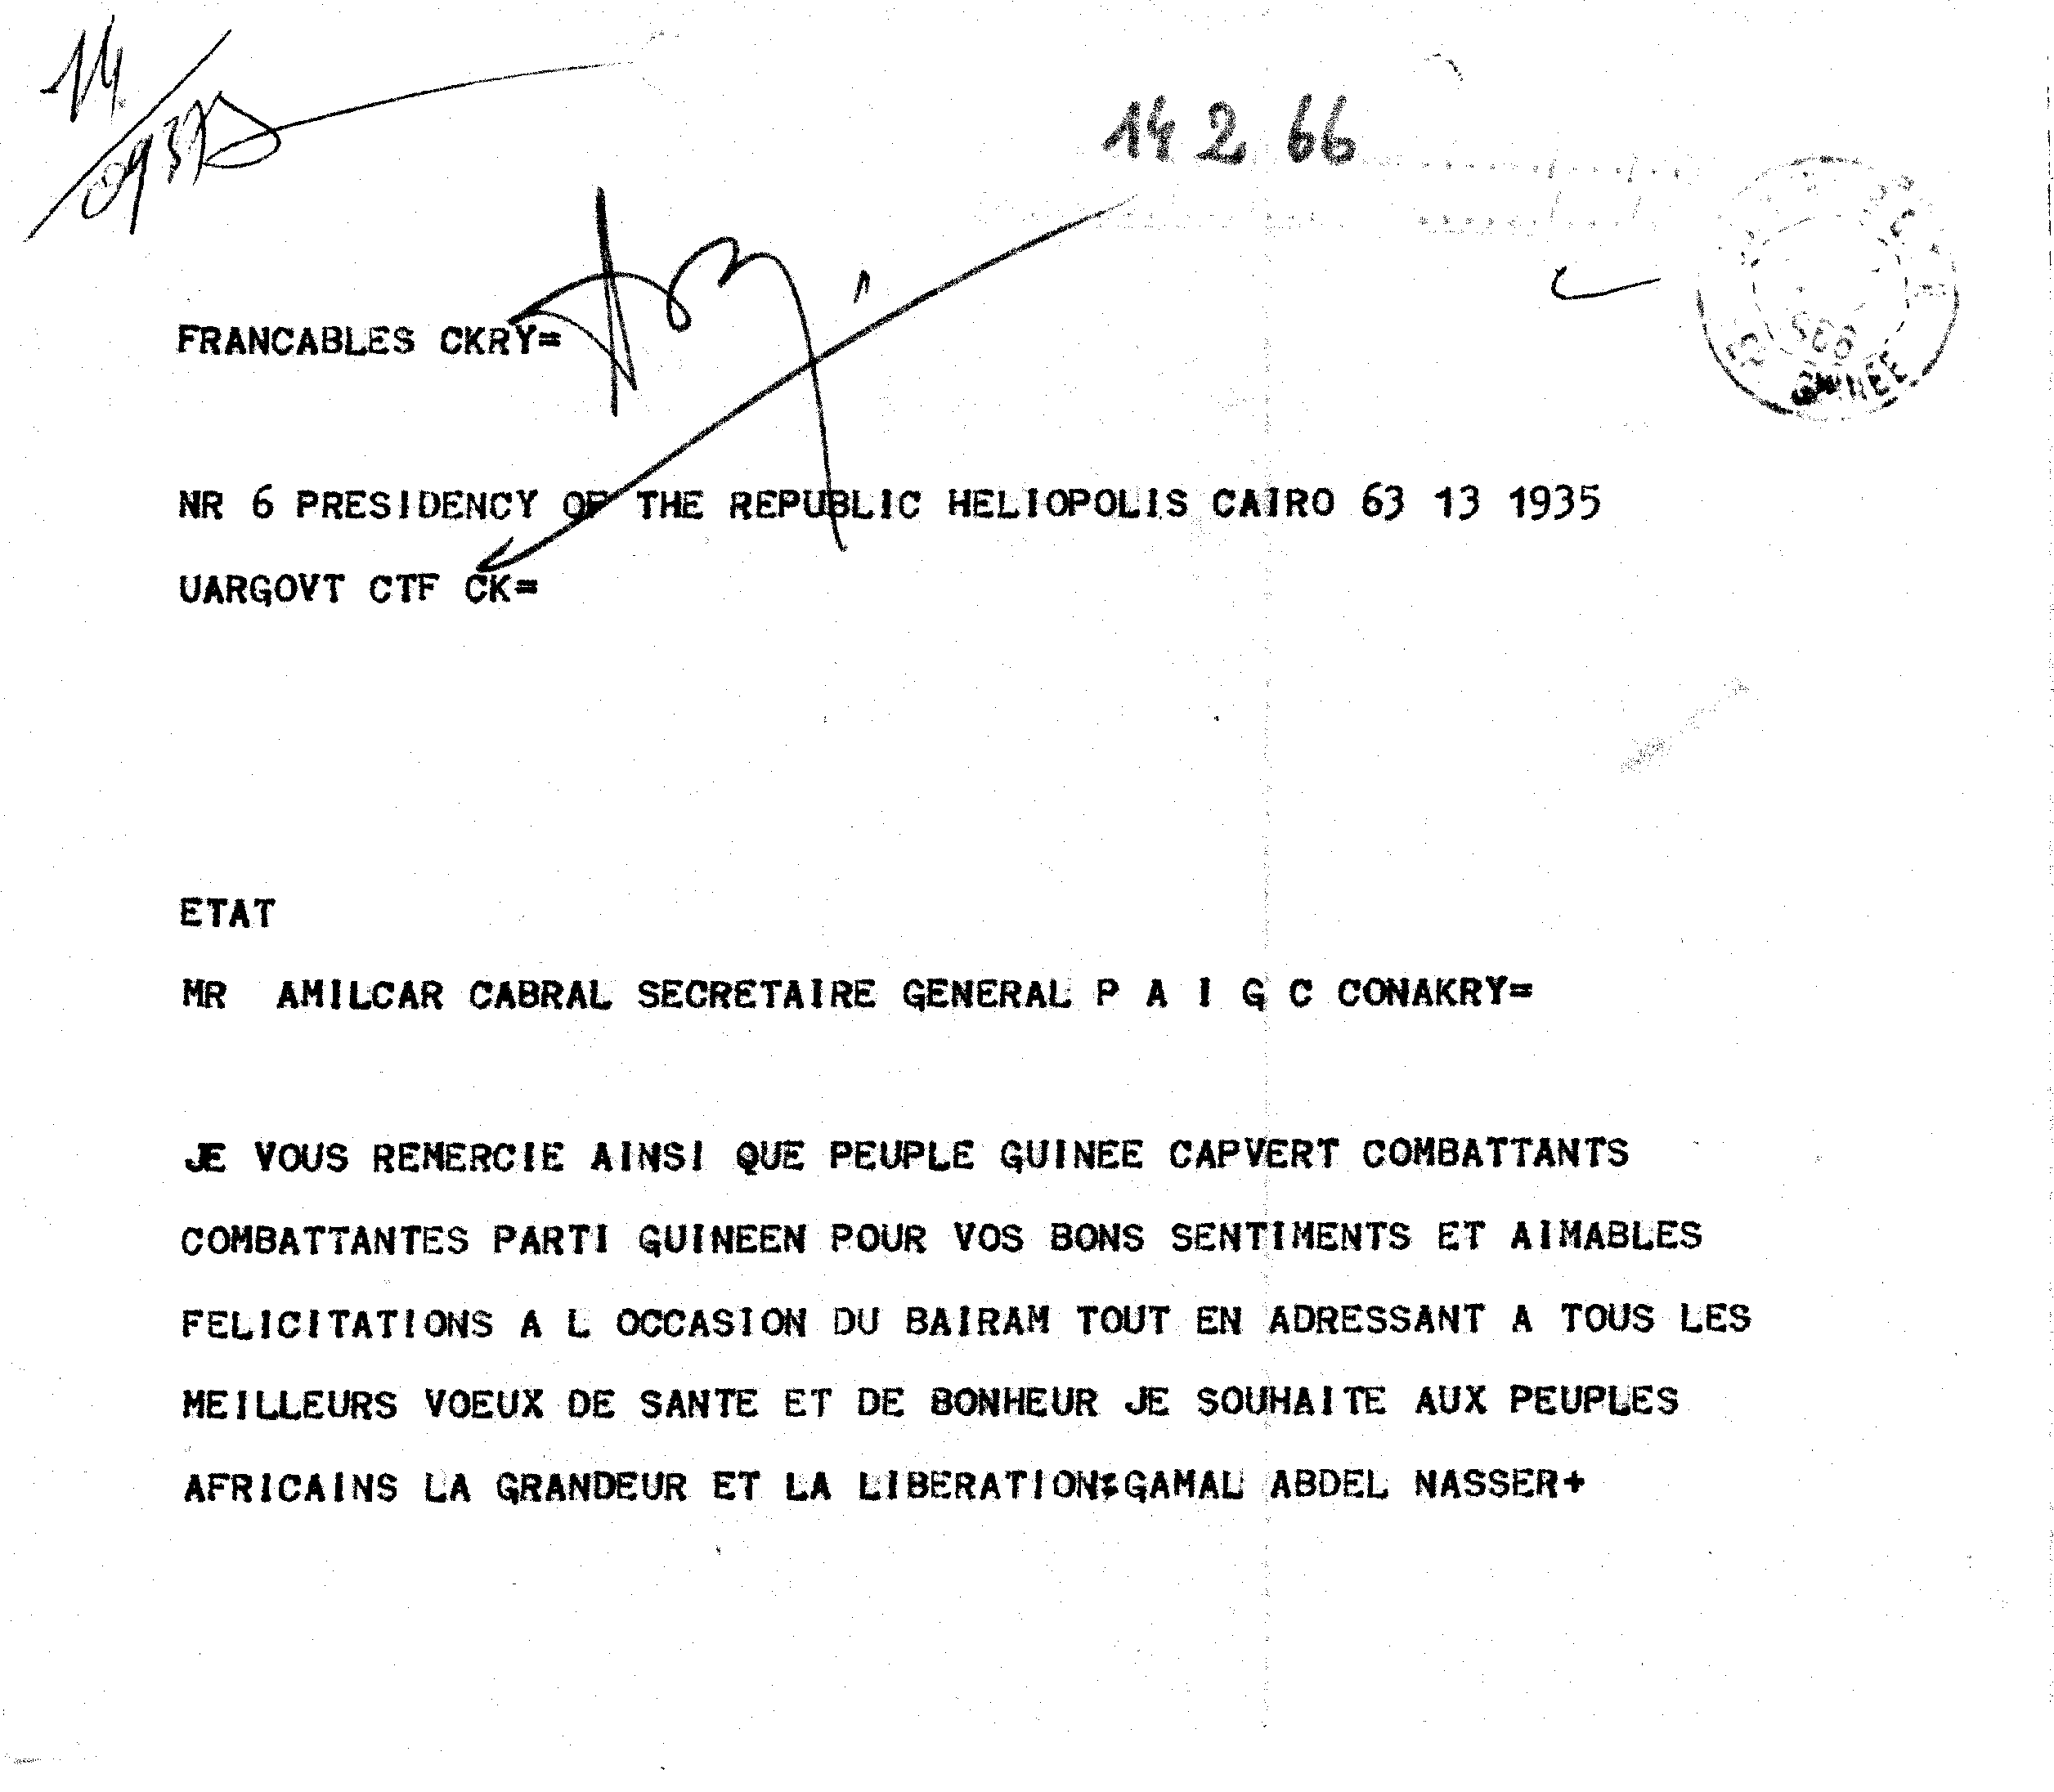 14
0937
14 2 66
FRANCABLES CKRY=
GUINEE
NR 6 PRESIDENCY OF THE REPUBLIC HELIOPOLIS CAIRO 63 13 1935
UARGOVT CTF CK=
ETAT
MR AMILCAR CABRAL SECRETAIRE GENERAL P A I G C CONAKRY=
JE VOUS REMERCIE AINSI QUE PEUPLE GUINEE CAPVERT COMBATTANTS
COMBATTANTES PARTI GUINEEN POUR VOS BONS SENTIMENTS ET AIMABLES
FELICITATIONS A L OCCASION DU BAIRAM TOUT EN ADRESSANT A TOUS LES
MEILLEURS VOEUX DE SANTE ET DE BONHEUR JE SOUHAITE AUX PEUPLES
AFRICAINS LA GRANDEUR ET LA LIBERATION:GAMAL ABDEL NASSER+